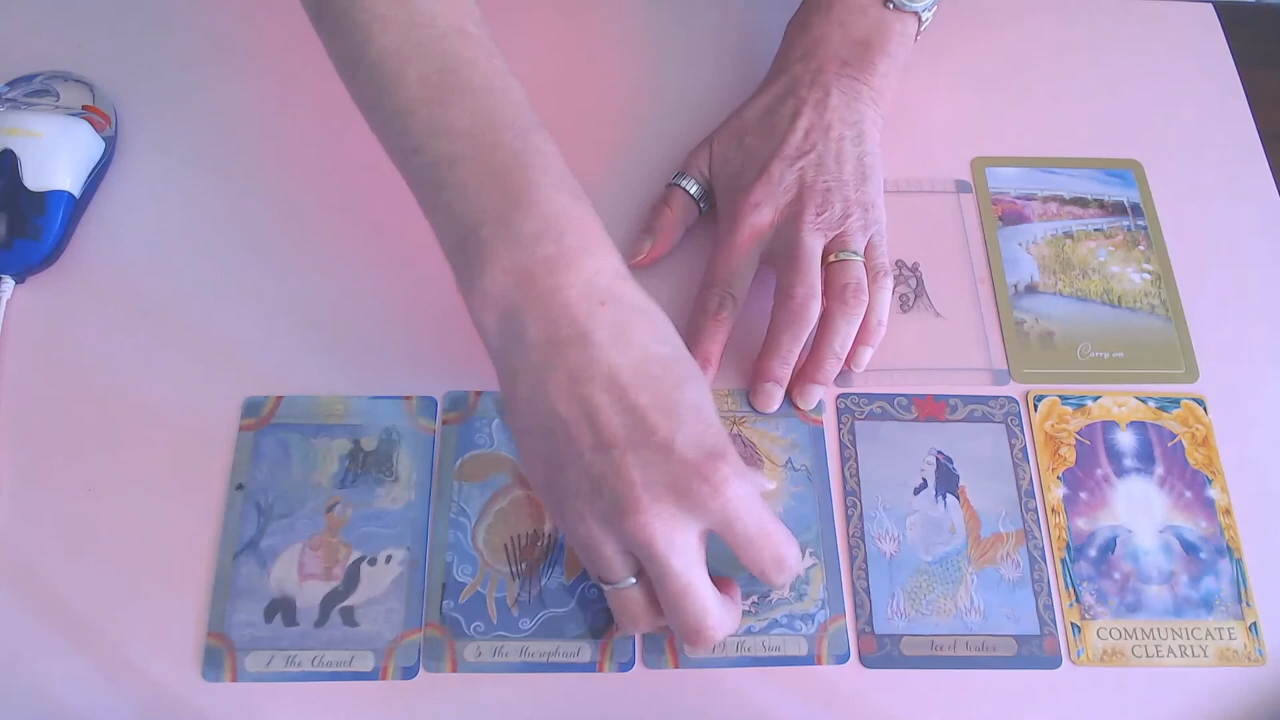 Carry on
7 The Chariot
5 The Hierophant
19 The Sun
Ace of Water
COMMUNICATE
CLEARLY